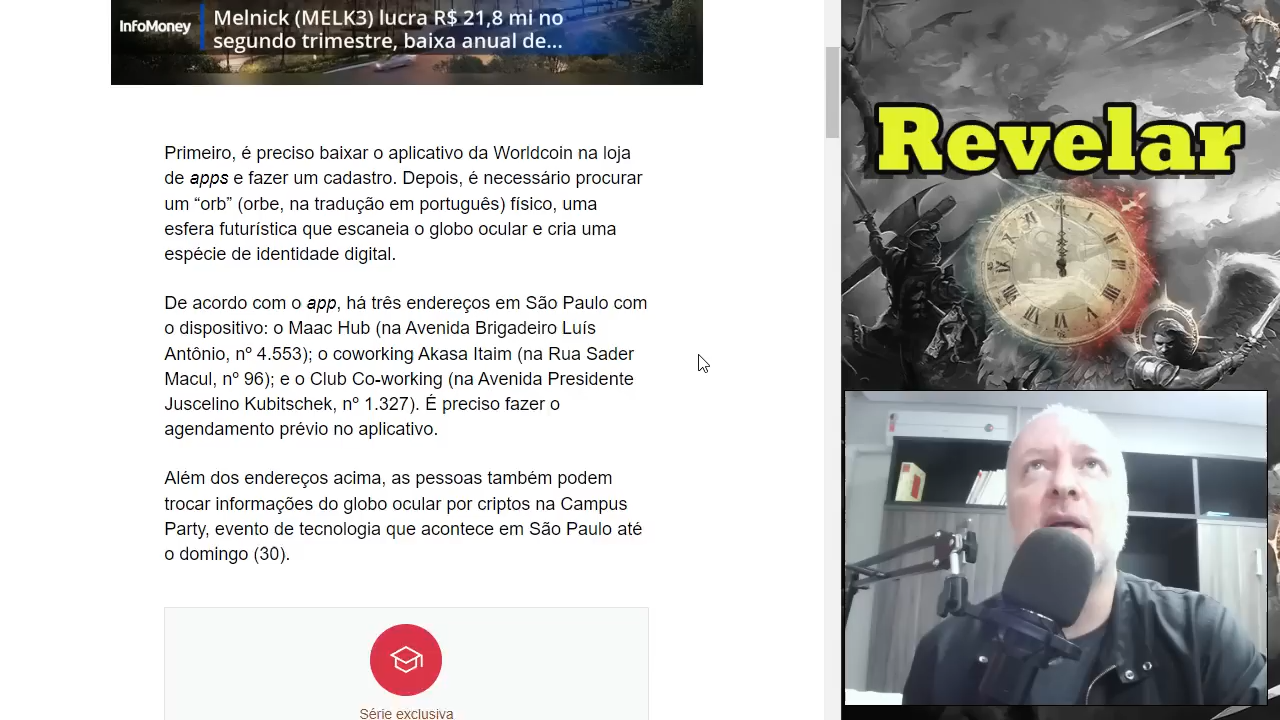 InfoMoney
Melnick (MELK3) lucra R$ 21,8 mi no
segundo trimestre, baixa anual de...
Revelar
Primeiro, é preciso baixar o aplicativo da Worldcoin na loja
de apps e fazer um cadastro. Depois, é necessário procurar
um “orb” (orbe, na tradução em português) físico, uma
esfera futurística que escaneia o globo ocular e cria uma
espécie de identidade digital.
De acordo com o app, há três endereços em São Paulo com
o dispositivo: o Maac Hub (na Avenida Brigadeiro Luís
Antônio, nº 4.553); o coworking Akasa Itaim (na Rua Sader
Macul, nº 96); e o Club Co-working (na Avenida Presidente
Juscelino Kubitschek, nº 1.327). É preciso fazer o
agendamento prévio no aplicativo.
Além dos endereços acima, as pessoas também podem
trocar informações do globo ocular por criptos na Campus
Party, evento de tecnologia que acontece em São Paulo até
o domingo (30).
Série exclusiva